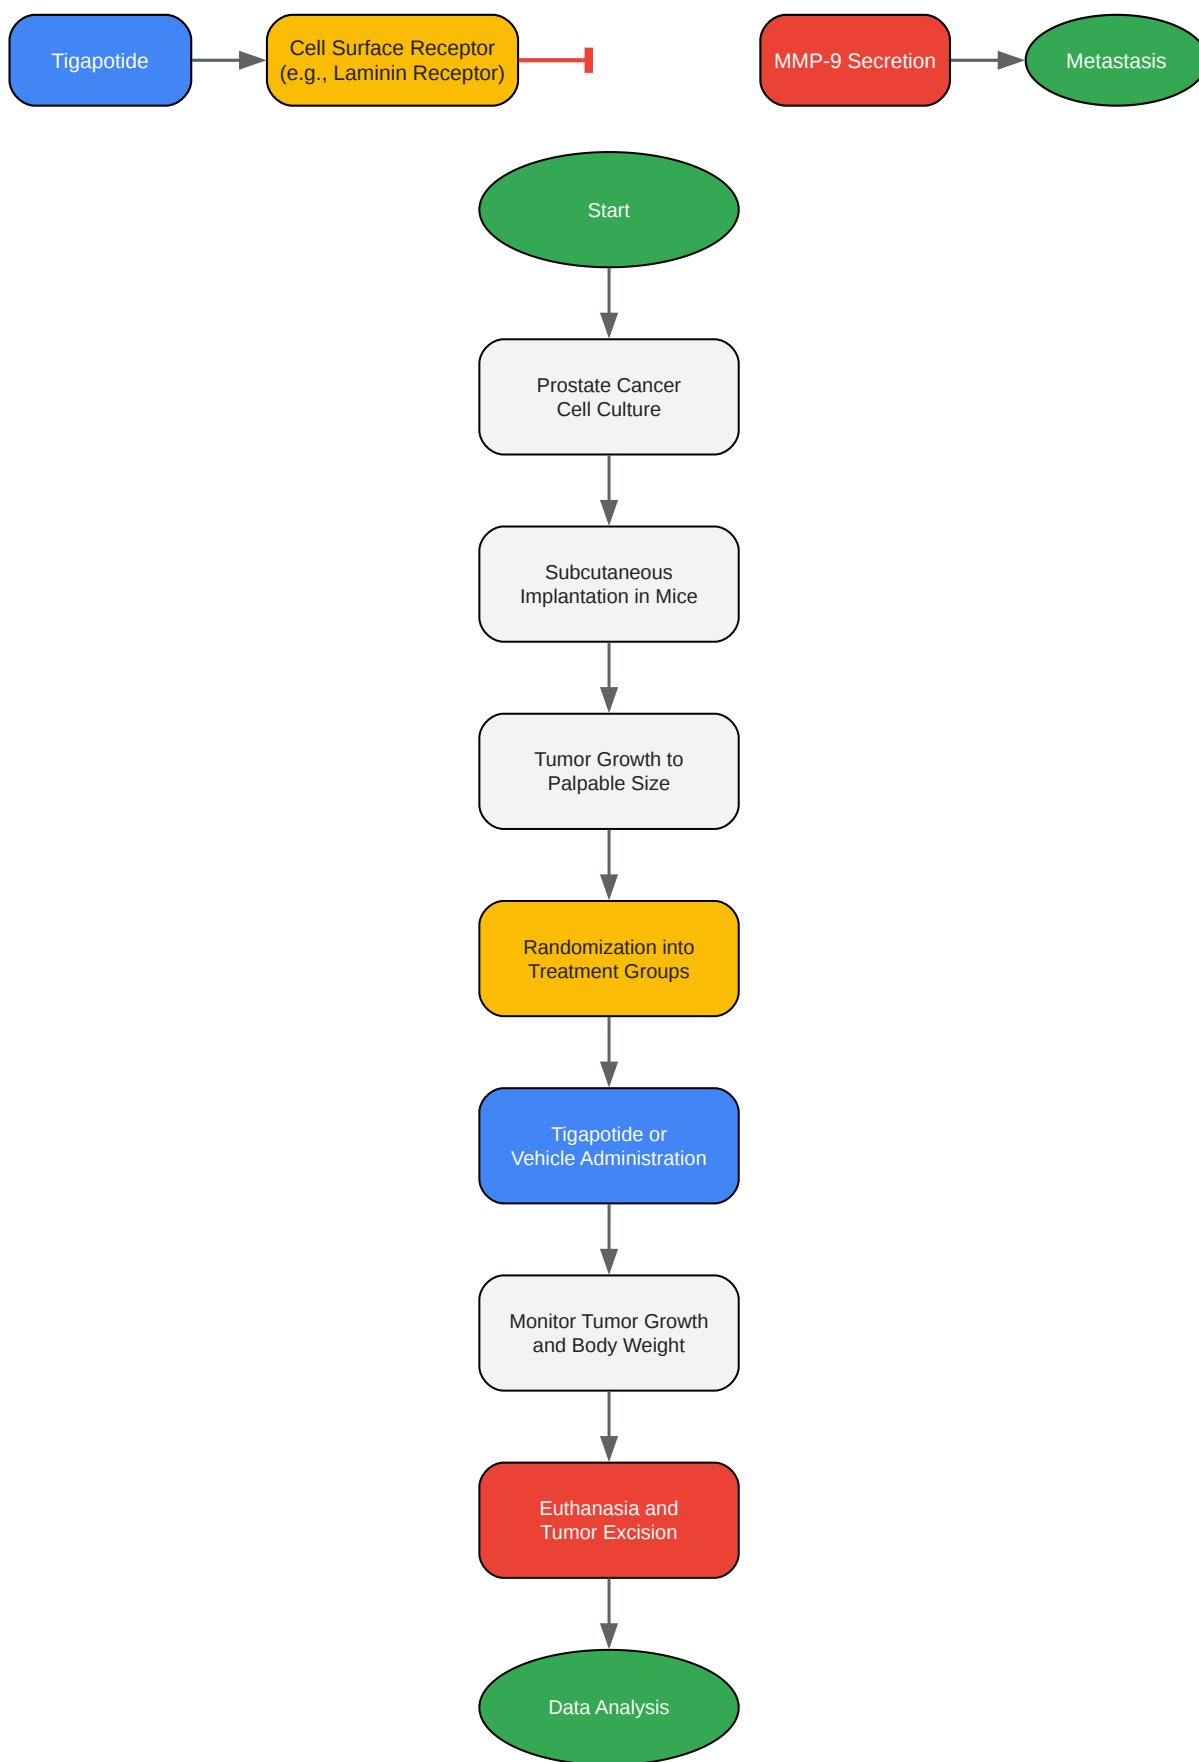 Tigapotide
Cell Surface Receptor
(e.g., Laminin Receptor)
MMP-9 Secretion
Metastasis
Start
Prostate Cancer
Cell Culture
Subcutaneous
Implantation in Mice
Tumor Growth to
Palpable Size
Randomization into
Treatment Groups
Tigapotide or
Vehicle Administration
Monitor Tumor Growth
and Body Weight
Euthanasia and
Tumor Excision
Data Analysis